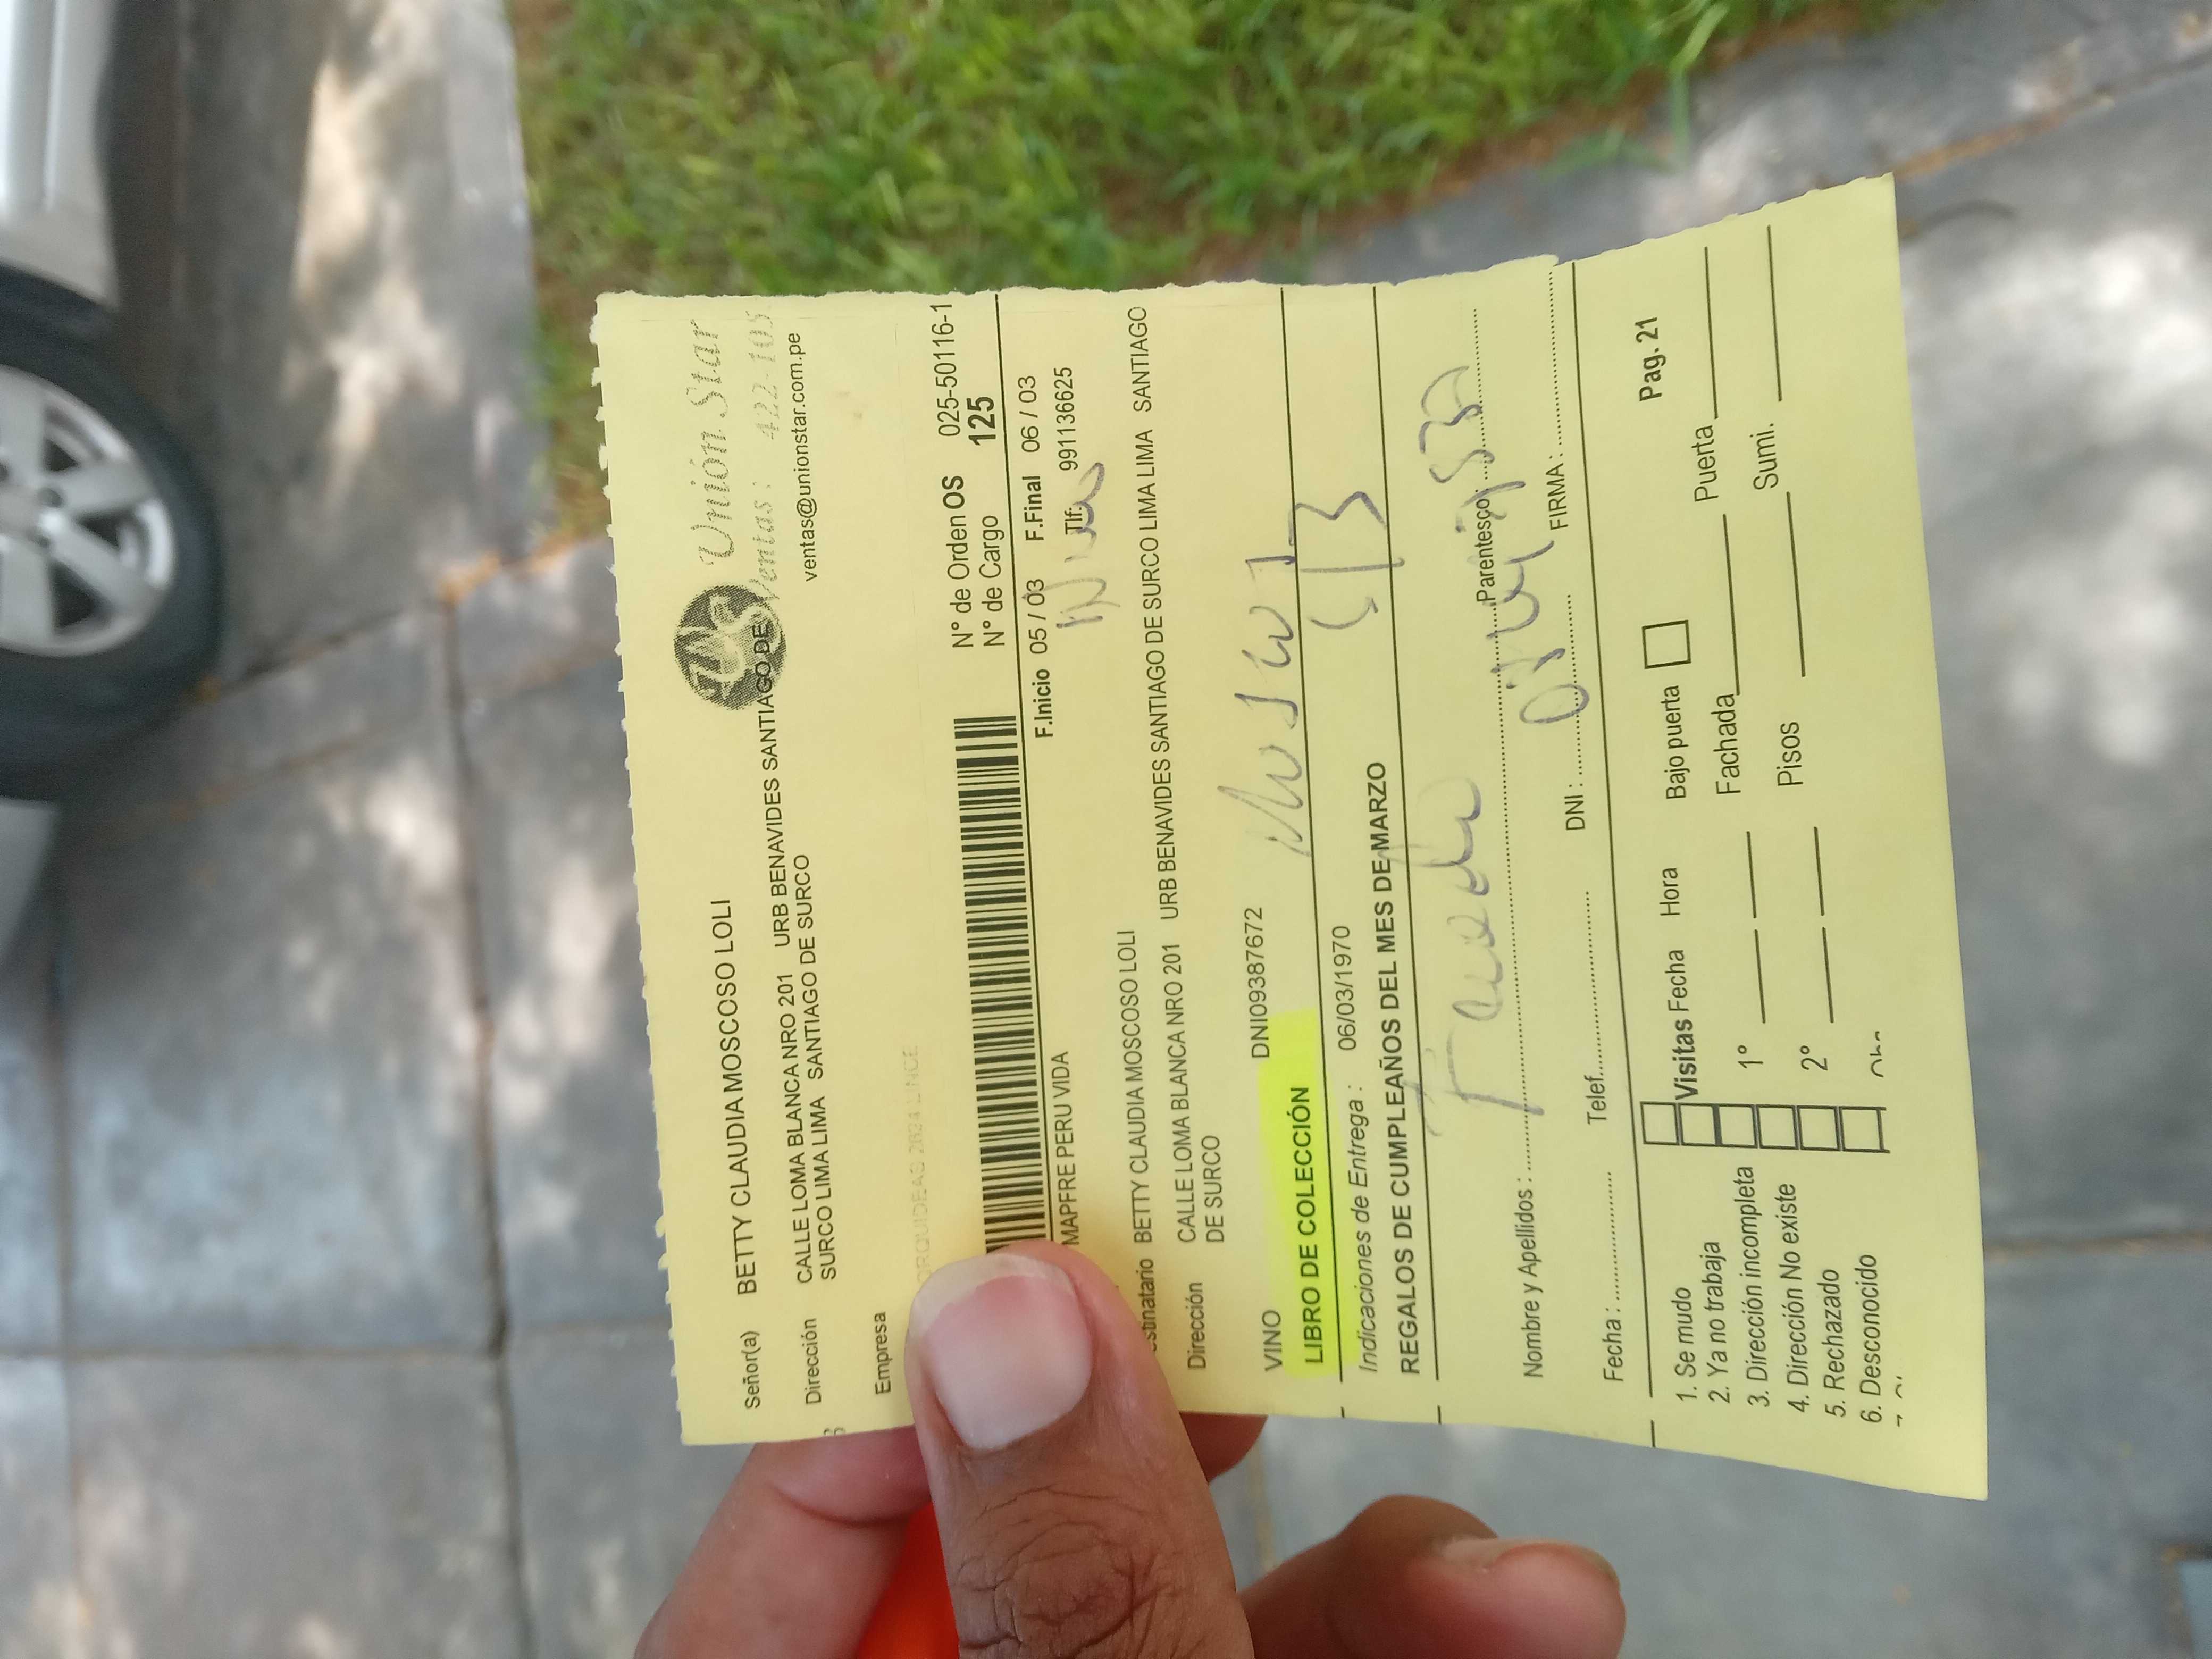 Unión Star
Ventas: 422-105
ventas@unionstar.com.pe
Señor(a) BETTY CLAUDIA MOSCOSO LOLI
Dirección CALLE LOMA BLANCA NRO 201 URB BENAVIDES SANTIAGO DE
SURCO LIMA LIMA SANTIAGO DE SURCO
Empresa
N° de Orden OS 025-50116-1
N° de Cargo 125
F.Inicio 05 / 03 F.Final 06 / 03
MAPFRE PERU VIDA Tlf: 991136625
BETTY CLAUDIA MOSCOSO LOLI
Dirección CALLE LOMA BLANCA NRO 201 URB BENAVIDES SANTIAGO DE SURCO LIMA LIMA SANTIAGO
DE SURCO
VINO DNI09387672
LIBRO DE COLECCIÓN
Indicaciones de Entrega : 06/03/1970
REGALOS DE CUMPLEAÑOS DEL MES DE MARZO
Nombre y Apellidos : Parentesco:
Fecha : Telef. DNI : FIRMA :
1. Se mudo
2. Ya no trabaja
3. Dirección incompleta
4. Dirección No existe
5. Rechazado
6. Desconocido
Visitas Fecha Hora
1°
2°
Bajo puerta Pag. 21
Fachada Puerta
Pisos Sumi.